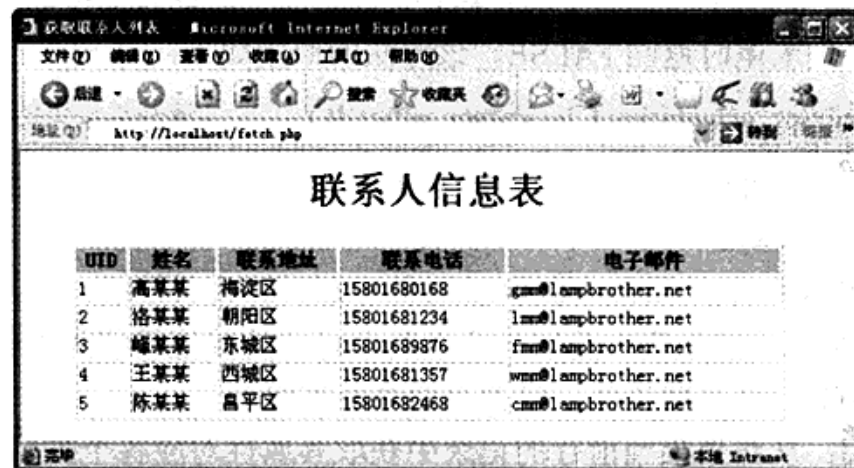 获取联系人列表 - Microsoft Internet Explorer
文件(F) 编辑(E) 查看(V) 收藏(A) 工具(T) 帮助(H)
后退 搜索 收藏夹
地址(D) http://localhost/fetch.php 转到 链接 »
联系人信息表
UID 姓名 联系地址 联系电话 电子邮件
1 高某某 海淀区 15801680168 gmm@lampbrother.net
2 洛某某 朝阳区 15801681234 lmm@lampbrother.net
3 峰某某 东城区 15801689876 fmm@lampbrother.net
4 王某某 西城区 15801681357 wmm@lampbrother.net
5 陈某某 昌平区 15801682468 cmm@lampbrother.net
完毕 本地 Intranet